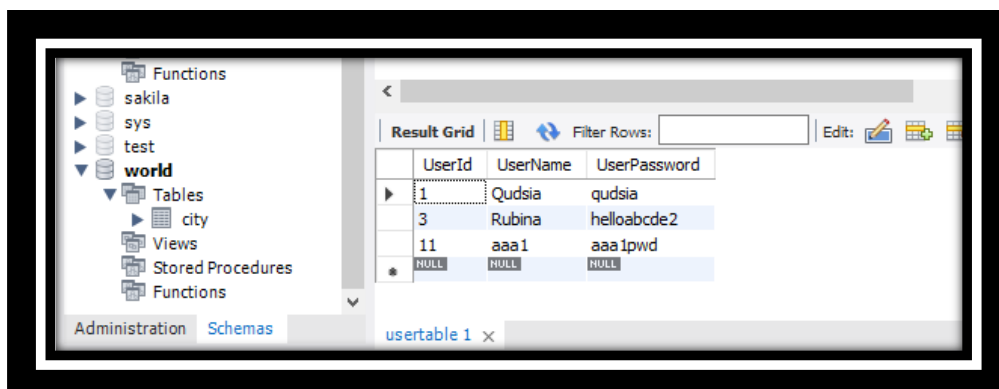 Functions
sakila
sys
test
world
Tables
city
Views
Stored Procedures
Functions
Administration Schemas
Result Grid Filter Rows: Edit:
UserId UserName UserPassword
1 Qudsia qudsia
3 Rubina helloabcde2
11 aaa1 aaa1pwd
NULL NULL NULL
usertable 1